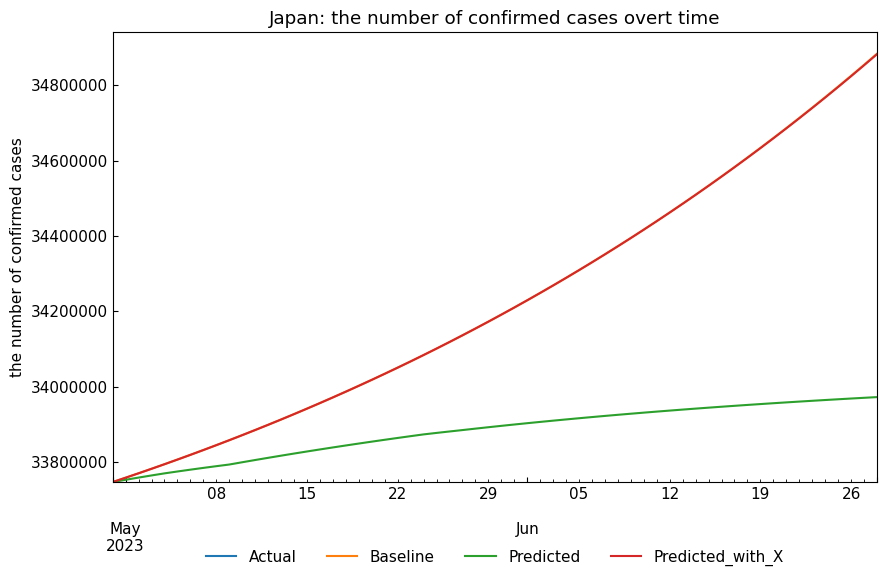 Japan: the number of confirmed cases overt time
the number of confirmed cases
34800000
34600000
34400000
34200000
34000000
33800000
08 15 22 29 05 12 19 26
May Jun
2023
Actual Baseline Predicted Predicted_with_X